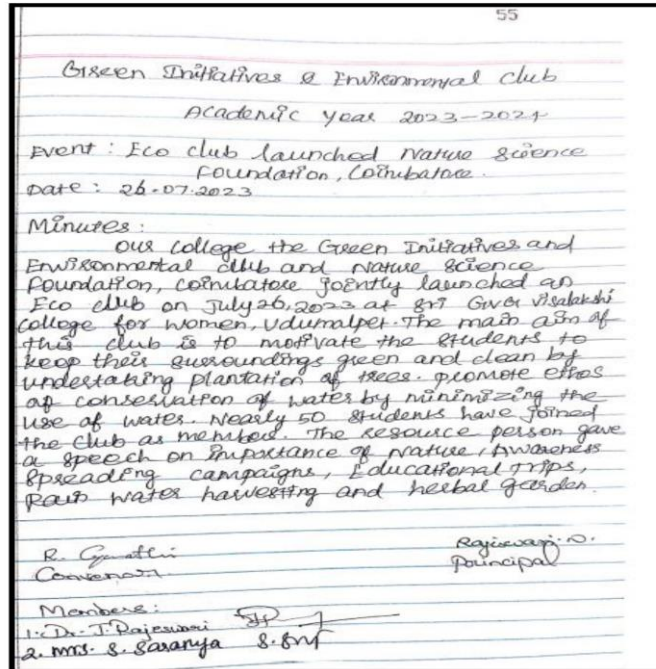 55
Green Initiatives & Environmental club
Academic year 2023-2024
Event : Eco club launched Nature Science
Foundation, Coimbatore.
Date : 26.07.2023
Minutes :
Our college the Green Initiatives and
Environmental club and Nature Science
Foundation, Coimbatore jointly launched an
Eco club on July 26, 2023 at Sri GVG Visalakshi
College for Women, Udumalpet. The main aim of
this club is to motivate the students to
keep their surroundings green and clean by
undertaking plantation of trees. promote ethos
of conservation of water by minimizing the
use of water. Nearly 50 students have joined
the club as members. The resource person gave
a speech on importance of Nature, Awareness
Spreading campaigns, Educational Trips,
Rain water harvesting and herbal garden.
R. Gayathri
Convenor
Rajeswari. N.
Principal
Members :
1. Dr. J. Rajeswari
2. Mrs. S. Saranya